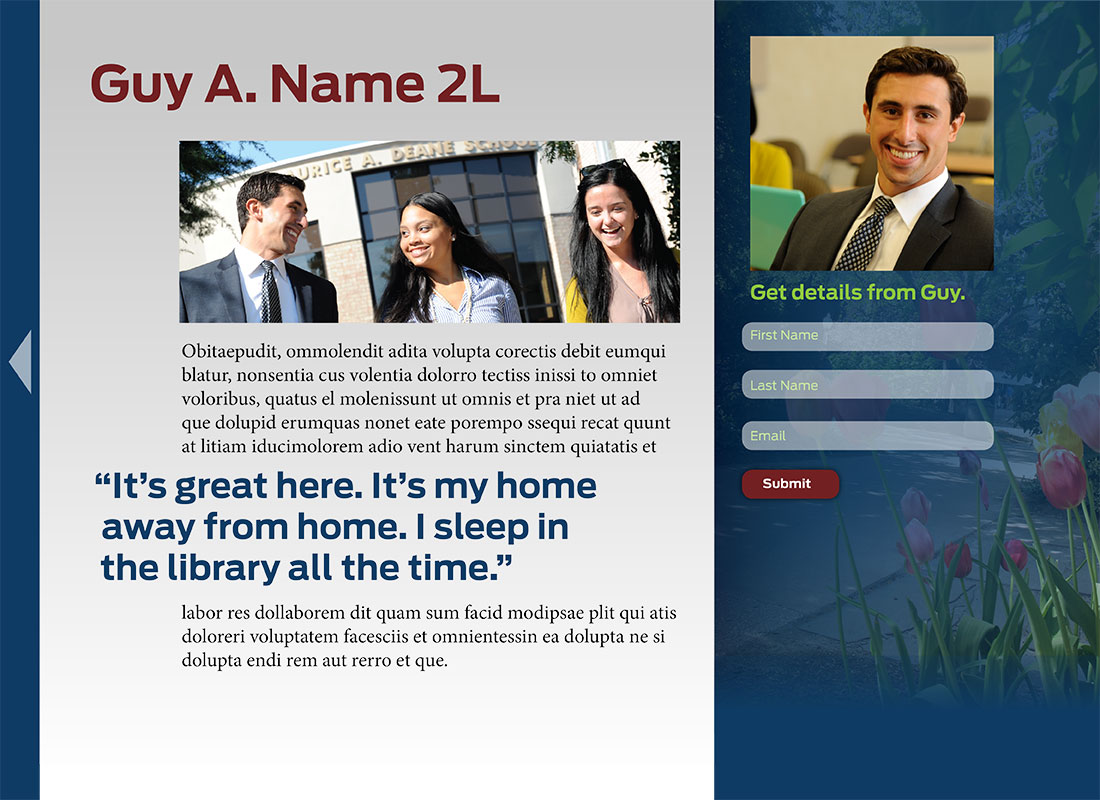 Guy A. Name 2L
URICE A. DEANE SCHOOL
Obitaepudit, ommolendit adita volupta corectis debit eumqui
blatur, nonsentia cus volentia dolorro tectiss inissi to omniet
voloribus, quatus el molenissunt ut omnis et pra niet ut ad
que dolupid erumquas nonet eate porempo ssequi recat quunt
at litiam iducimolorem adio vent harum sinctem quiatatis et
“It’s great here. It’s my home
away from home. I sleep in
the library all the time.”
labor res dollaborem dit quam sum facid modipsae plit qui atis
doloreri voluptatem facesciis et omnientessin ea dolupta ne si
dolupta endi rem aut rerro et que.
Get details from Guy.
First Name
Last Name
Email
Submit